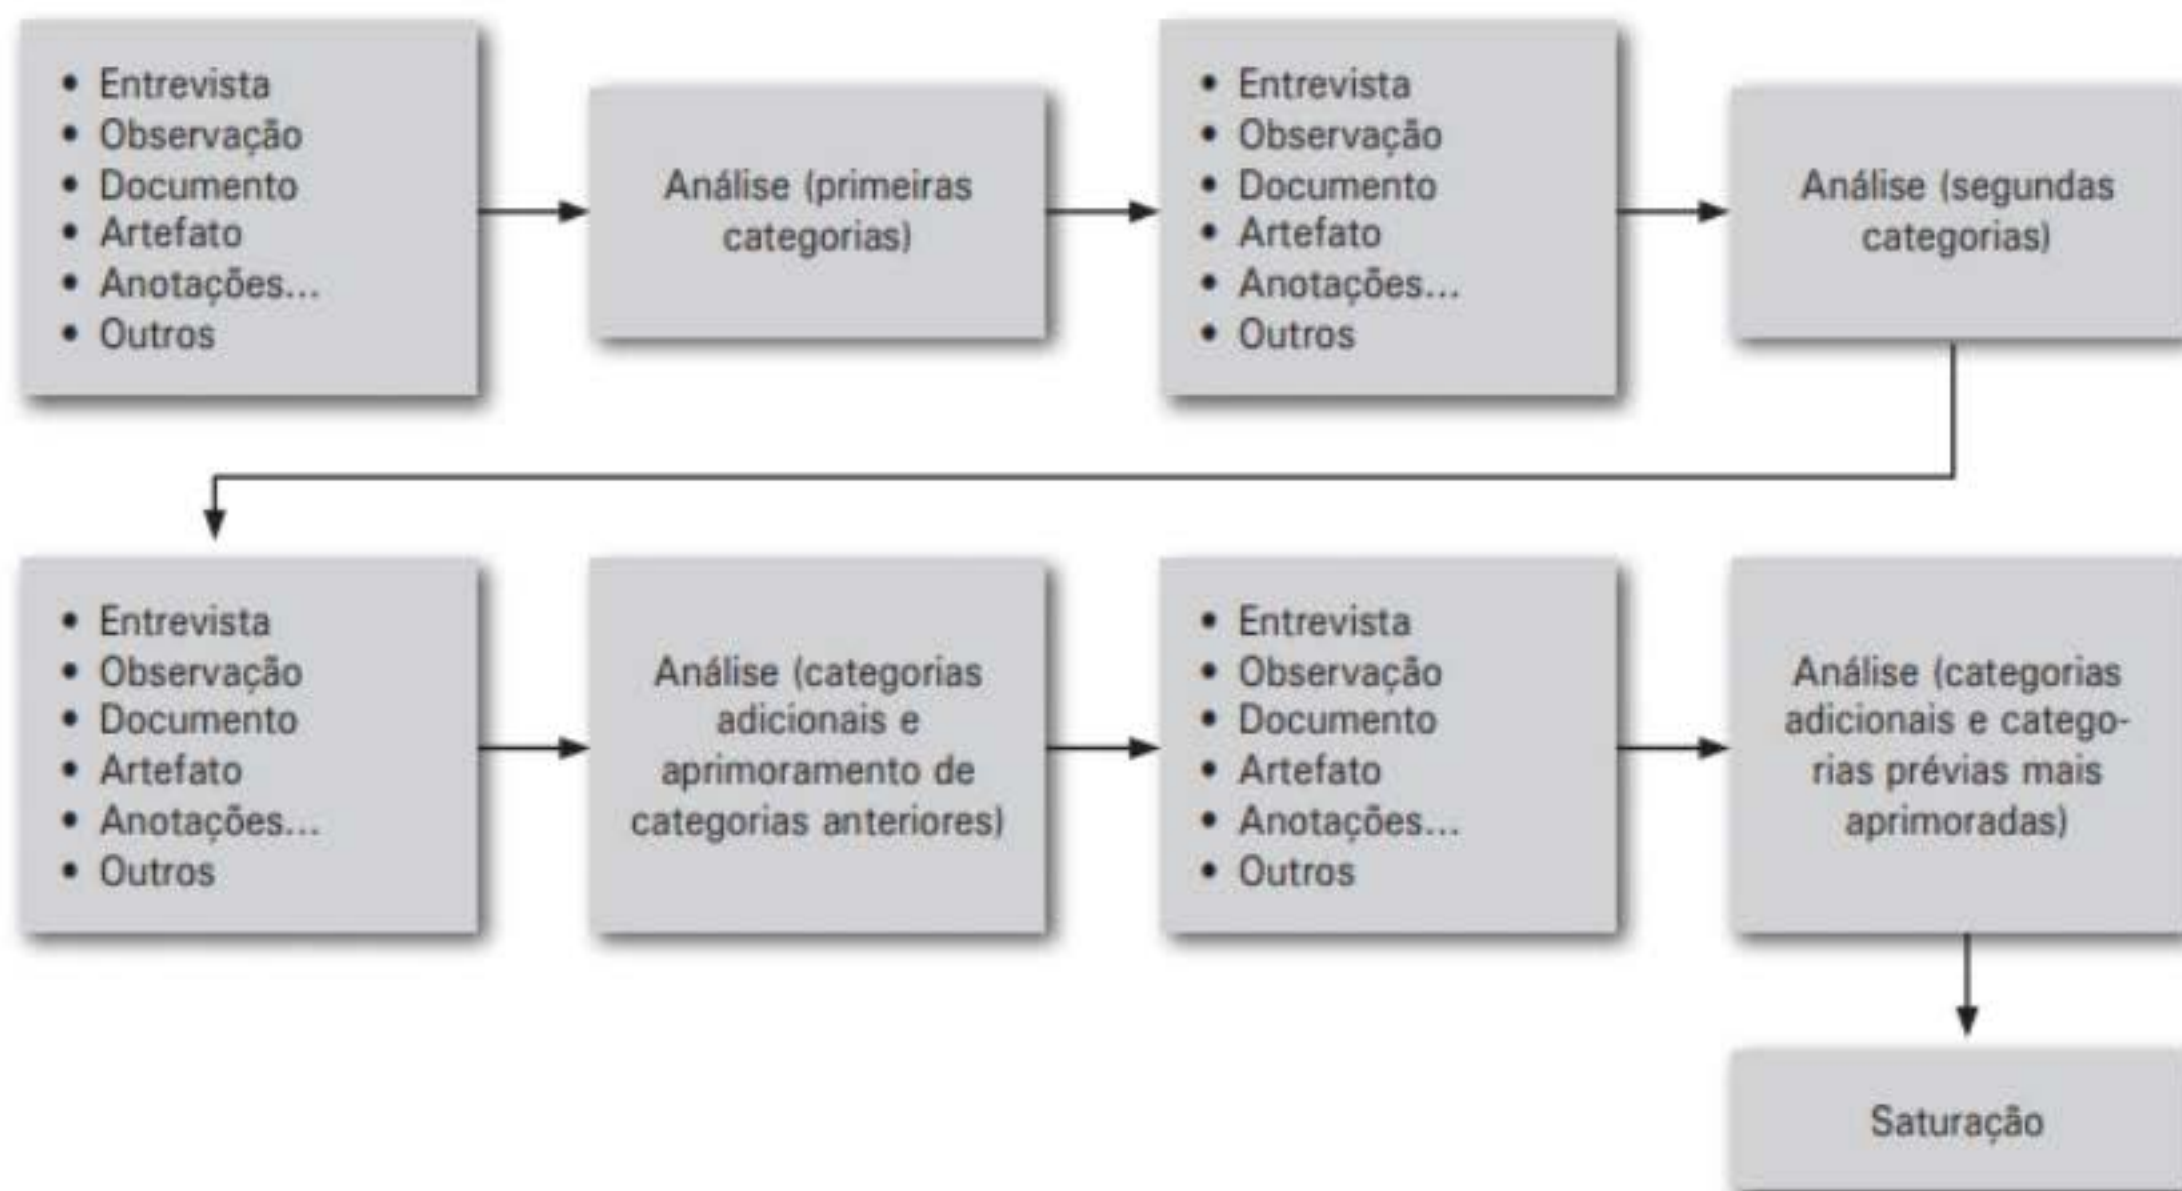 • Entrevista
• Observação
• Documento
• Artefato
• Anotações...
• Outros
Análise (primeiras
categorias)
• Entrevista
• Observação
• Documento
• Artefato
• Anotações...
• Outros
Análise (segundas
categorias)
• Entrevista
• Observação
• Documento
• Artefato
• Anotações...
• Outros
Análise (categorias
adicionais e
aprimoramento de
categorias anteriores)
• Entrevista
• Observação
• Documento
• Artefato
• Anotações...
• Outros
Análise (categorias
adicionais e catego-
rias prévias mais
aprimoradas)
Saturação